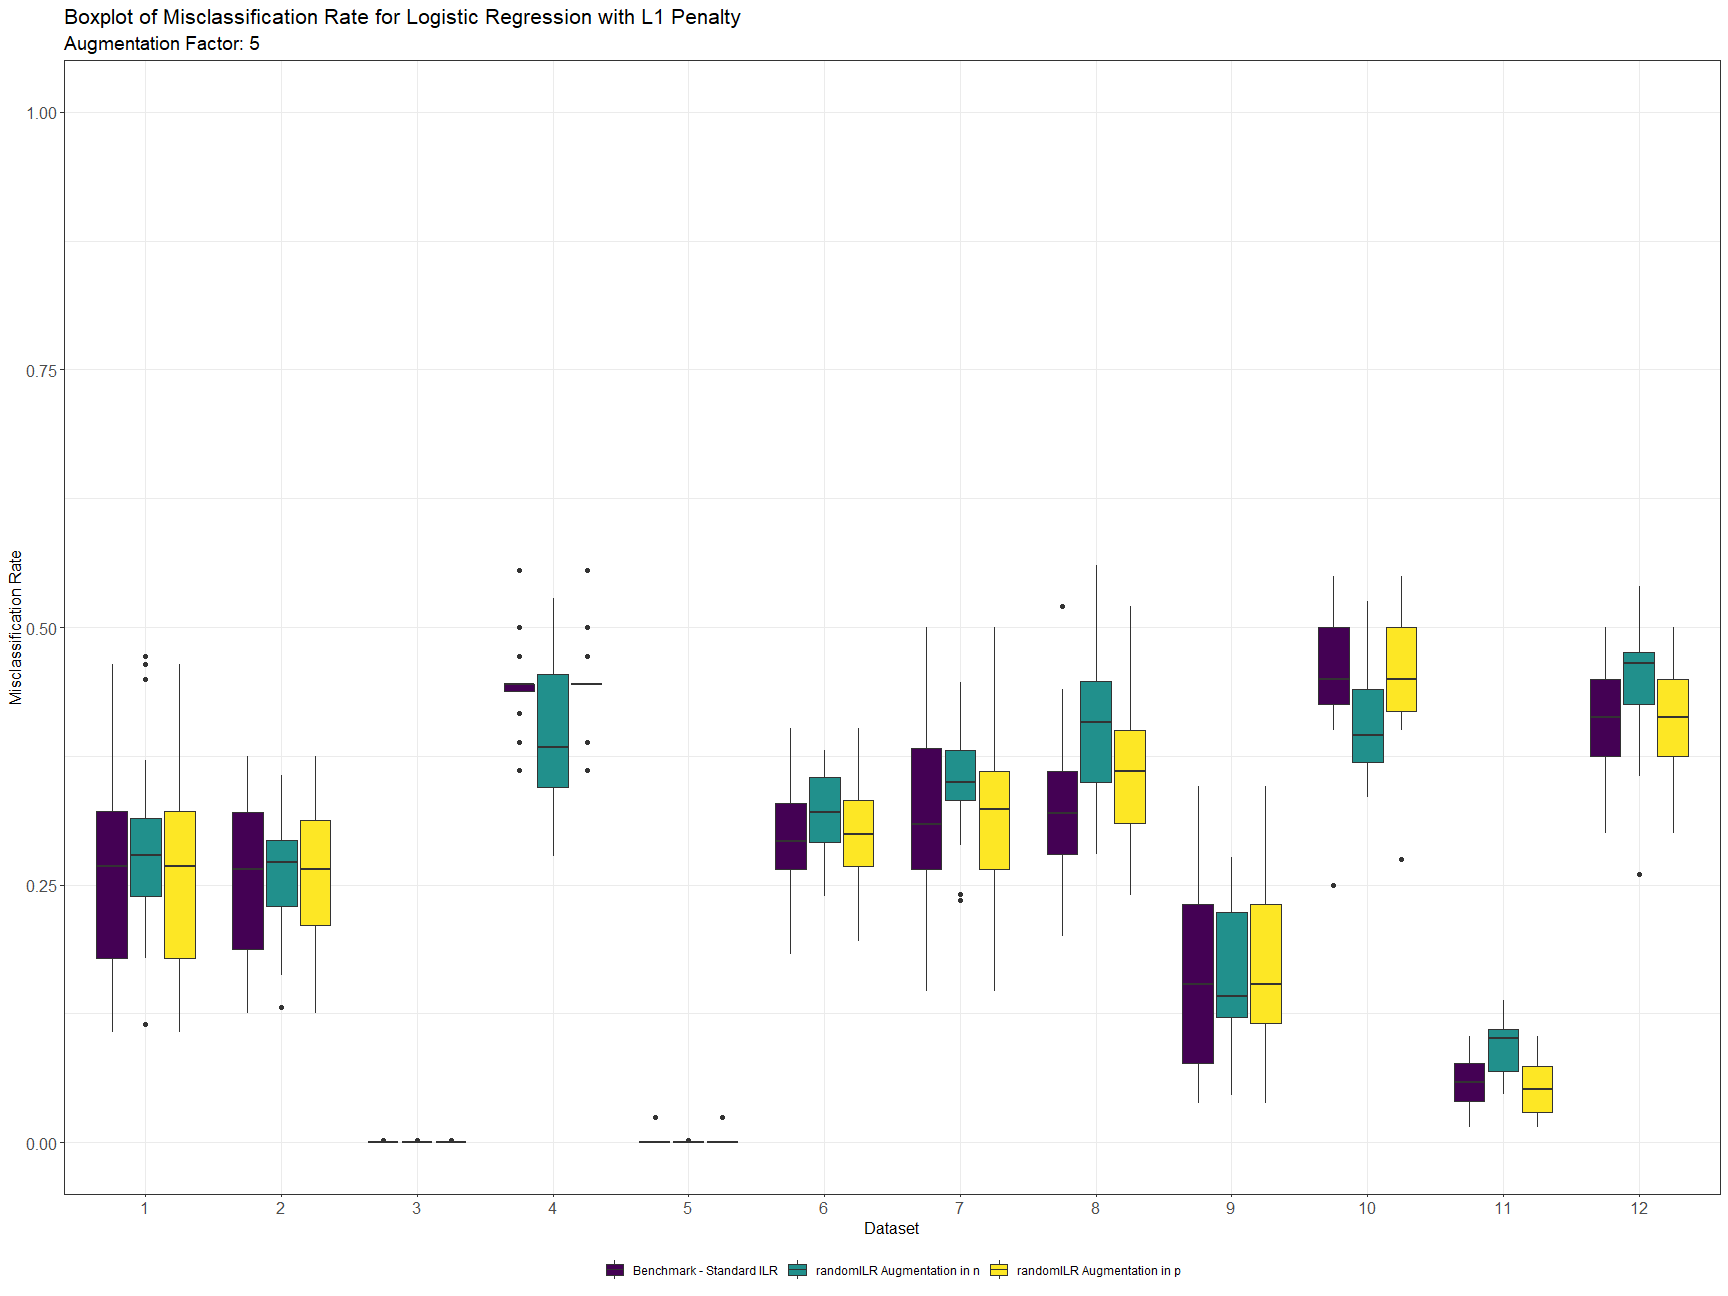 Boxplot of Misclassification Rate for Logistic Regression with L1 Penalty
Augmentation Factor: 5
1.00
0.75
0.50
0.25
0.00
Misclassification Rate
1 2 3 4 5 6 7 8 9 10 11 12
Dataset
Benchmark - Standard ILR randomILR Augmentation in n randomILR Augmentation in p